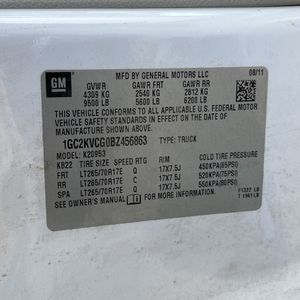 GM
MFD BY GENERAL MOTORS LLC 08/11
GVWR GAWR FRT GAWR RR
4309 KG 2540 KG 2812 KG
9500 LB 5600 LB 6200 LB
THIS VEHICLE CONFORMS TO ALL APPLICABLE U.S. FEDERAL MOTOR
VEHICLE SAFETY STANDARDS IN EFFECT ON THE DATE OF
MANUFACTURE SHOWN ABOVE.
1GC2KVCG0BZ456863 TYPE: TRUCK
MODEL: K20953
KB22 TIRE SIZE SPEED RTG RIM COLD TIRE PRESSURE
FRT LT265/70R17E Q 17X7.5J 450KPA(65PSI)
RR LT265/70R17E C 17X7.5J 520KPA(75PSI)
SPA LT265/70R17E Q 17X7.5J 550KPA(80PSI)
SEE OWNER'S MANUAL FOR ADDITIONAL INFORMATION.